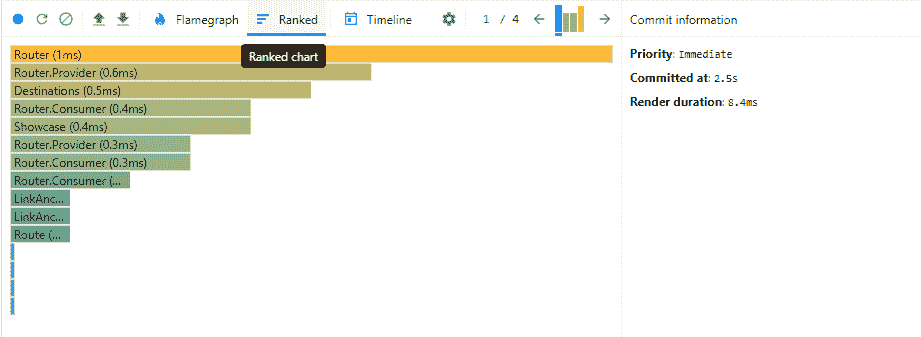 Flamegraph Ranked Timeline 1 / 4 Commit information
Ranked chart
Router (1ms)
Router.Provider (0.6ms)
Destinations (0.5ms)
Router.Consumer (0.4ms)
Showcase (0.4ms)
Router.Provider (0.3ms)
Router.Consumer (0.3ms)
Router.Consumer (...
LinkAnc...
LinkAnc...
Route (...
Priority: Immediate
Committed at: 2.5s
Render duration: 8.4ms